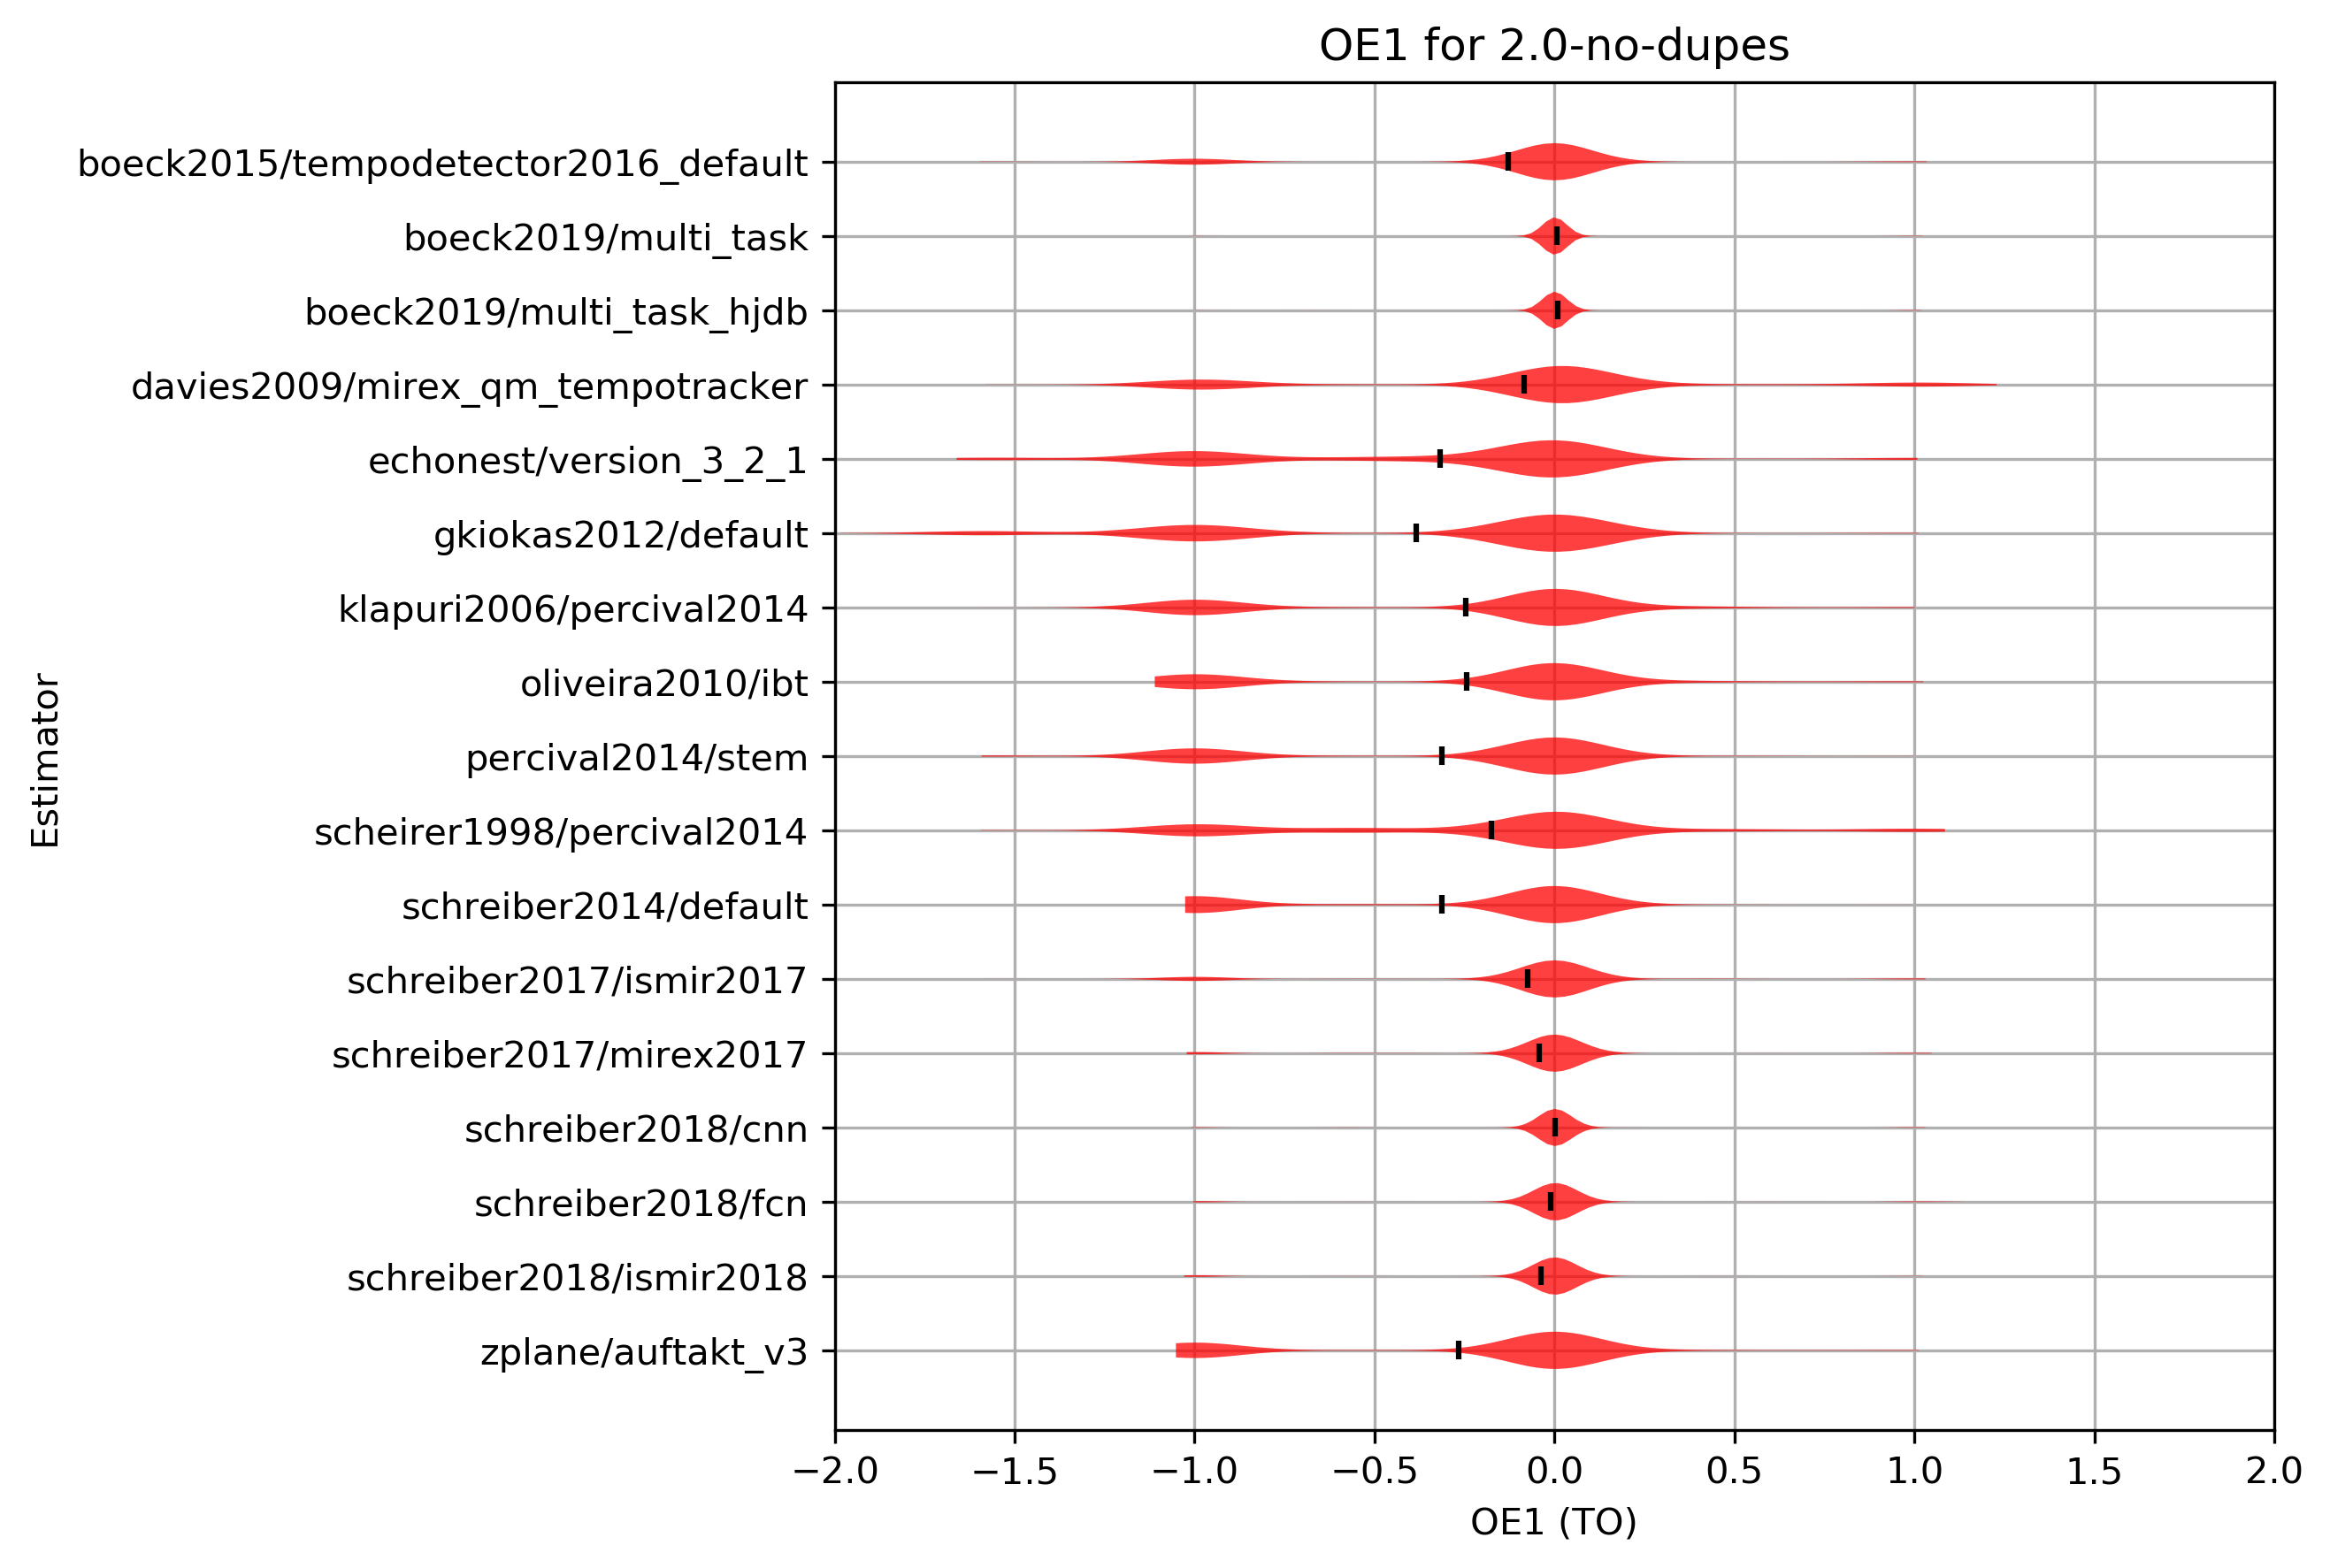 OE1 for 2.0-no-dupes
boeck2015/tempodetector2016_default
boeck2019/multi_task
boeck2019/multi_task_hjdb
davies2009/mirex_qm_tempotracker
echonest/version_3_2_1
gkiokas2012/default
klapuri2006/percival2014
oliveira2010/ibt
percival2014/stem
scheirer1998/percival2014
schreiber2014/default
schreiber2017/ismir2017
schreiber2017/mirex2017
schreiber2018/cnn
schreiber2018/fcn
schreiber2018/ismir2018
zplane/auftakt_v3
Estimator
−2.0 −1.5 −1.0 −0.5 0.0 0.5 1.0 1.5 2.0
OE1 (TO)